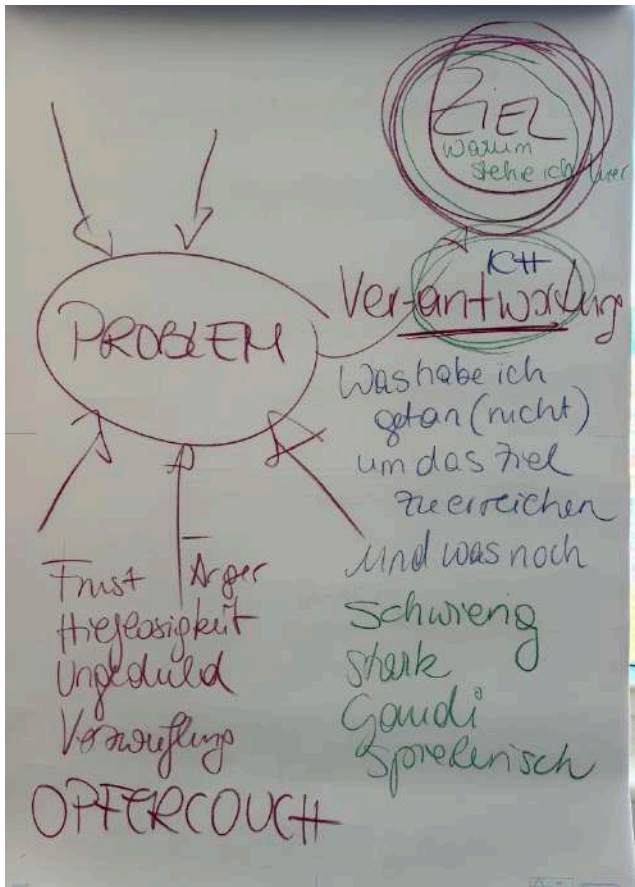 ZIEL
warum
stehe ich hier
ICH
Ver-antwortung
PROBLEM
Was habe ich
getan (nicht)
um das Ziel
zu erreichen
und was noch
Frust Ärger
Hieflosigkeit
Ungeduld
Verzweiflung
OPFERCOUCH
Schwierig
stark
Gaudi
spielerisch